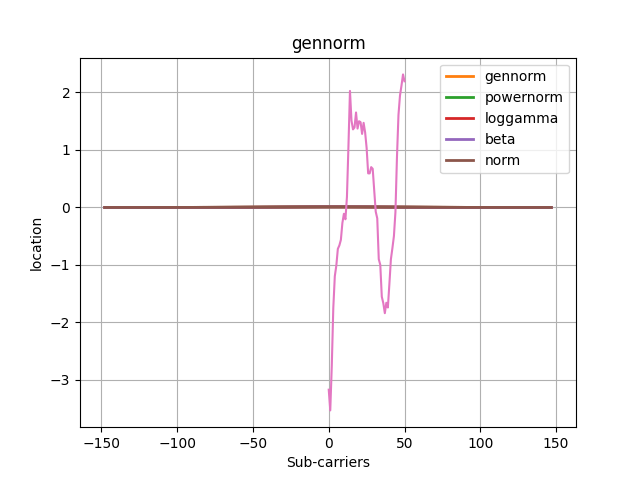 gennorm
gennorm
powernorm
loggamma
beta
norm
2
1
0
−1
−2
−3
location
−150
−100
−50
0
50
100
150
Sub-carriers